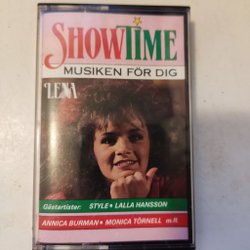 SHOWTIME
MUSIKEN FÖR DIG
LENA
Gästartister: STYLE • LALLA HANSSON
ANNICA BURMAN • MONICA TÖRNELL m.fl.